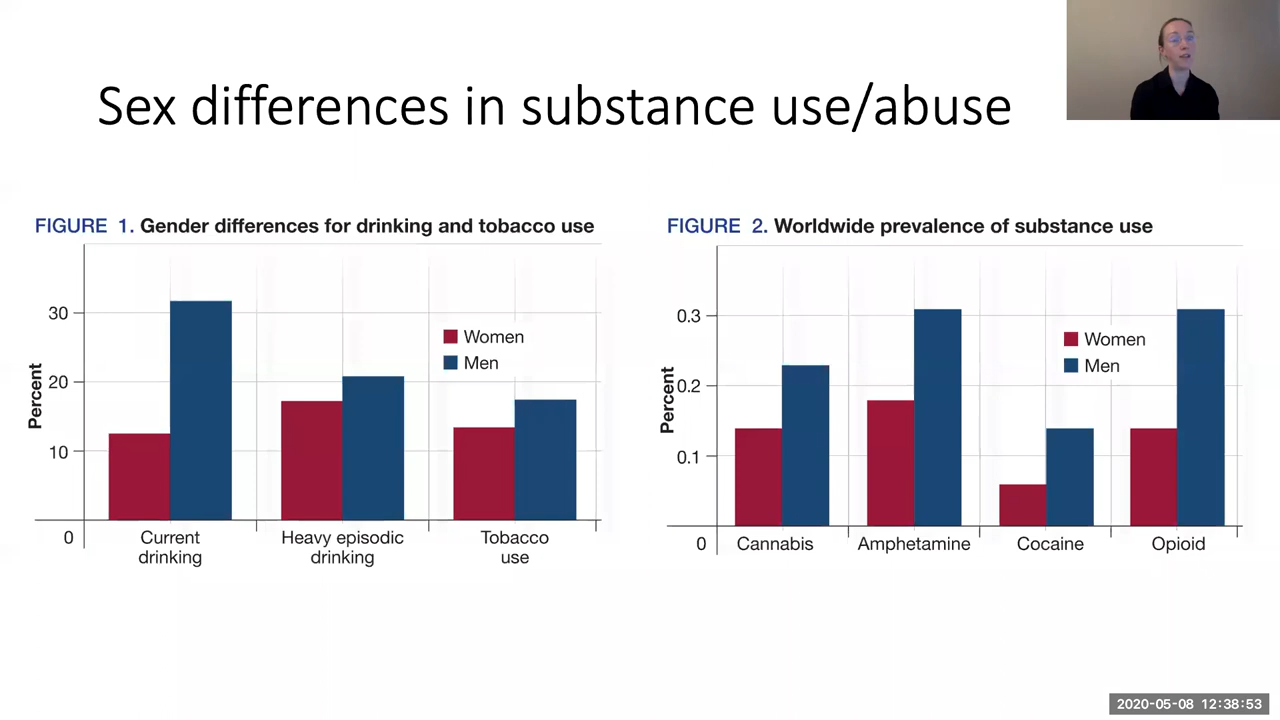 Sex differences in substance use/abuse
FIGURE 1. Gender differences for drinking and tobacco use
Percent
30
20
10
0
Women
Men
Current
drinking
Heavy episodic
drinking
Tobacco
use
FIGURE 2. Worldwide prevalence of substance use
Percent
0.3
0.2
0.1
0
Women
Men
Cannabis
Amphetamine
Cocaine
Opioid
2020-05-08 12:38:53